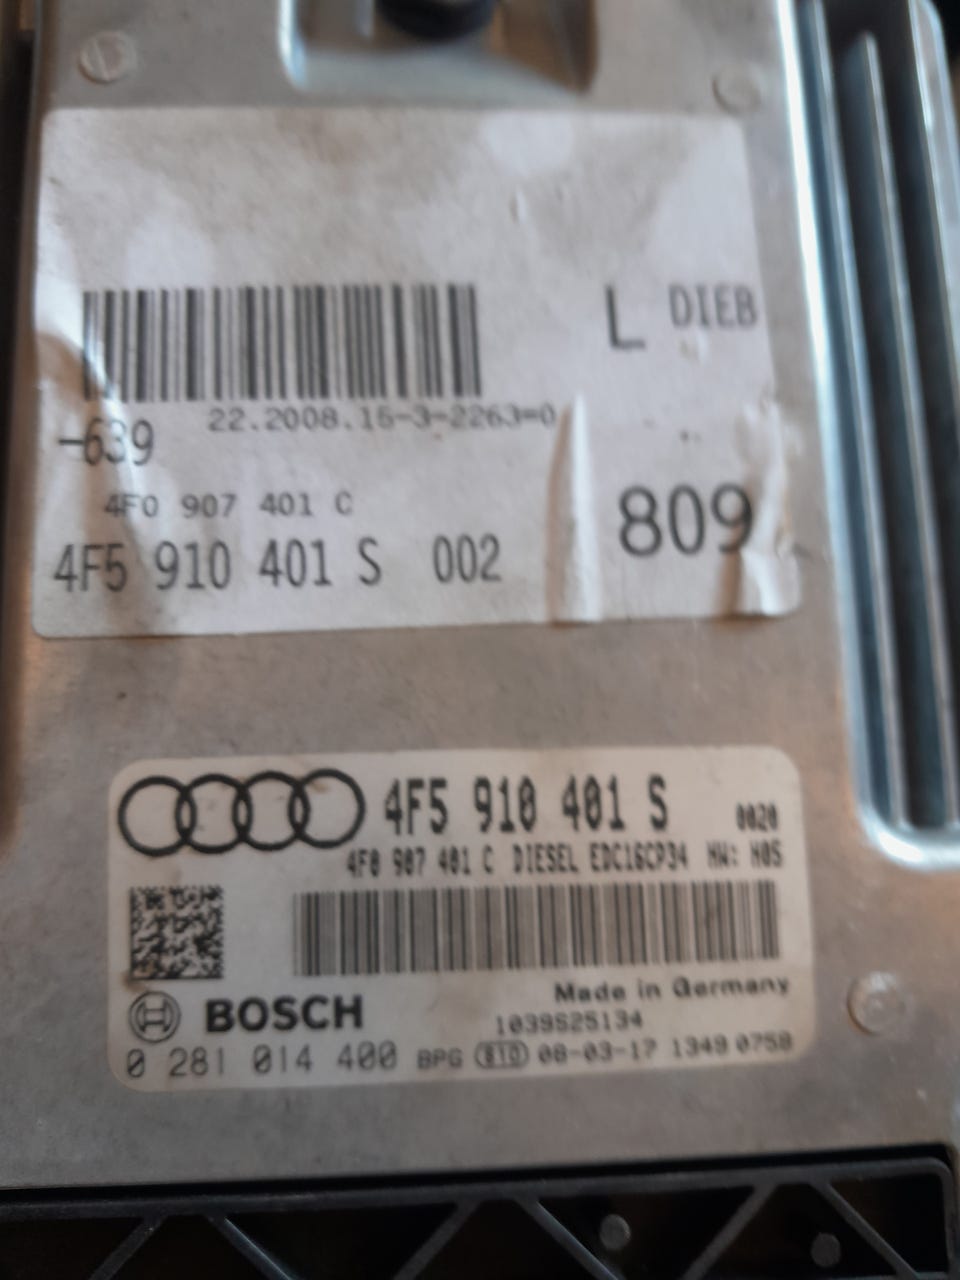 L DIEB
22.2008.15-3-2263=0
-639
4F0 907 401 C
809
4F5 910 401 S 002
4F5 910 401 S 0020
4F0 907 401 C DIESEL EDC16CP34 HW: H05
Made in Germany
BOSCH
1039S25134
0 281 014 400 BPG 810 08-03-17 1349 0758